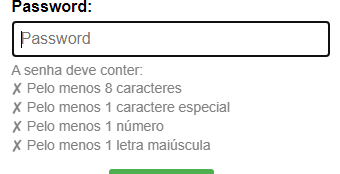 Password:
Password
A senha deve conter:
✗ Pelo menos 8 caracteres
✗ Pelo menos 1 caractere especial
✗ Pelo menos 1 número
✗ Pelo menos 1 letra maiúscula